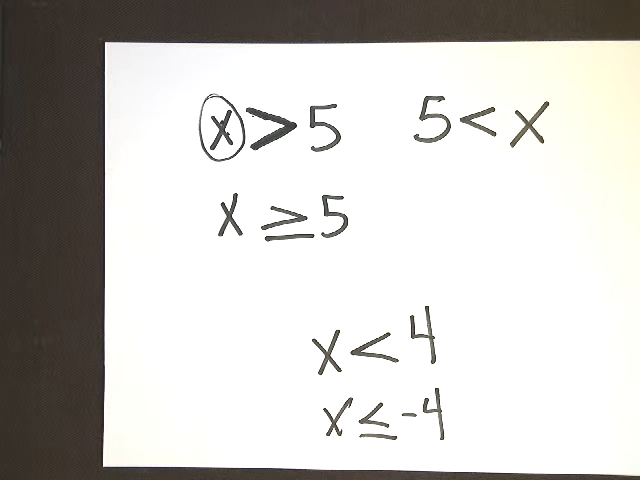 x > 5 5 < x
x ≥ 5
x < 4
x ≤ -4